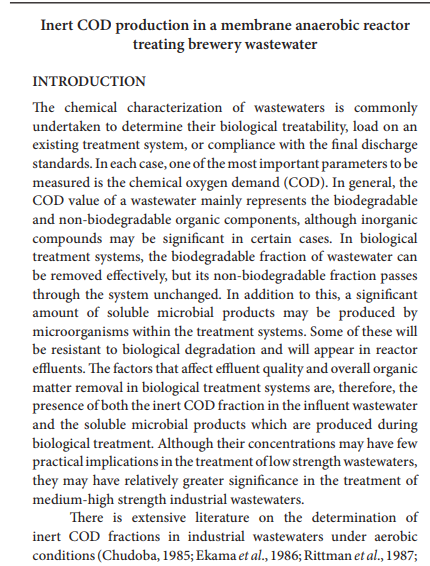 Inert COD production in a membrane anaerobic reactor
treating brewery wastewater
INTRODUCTION
The chemical characterization of wastewaters is commonly
undertaken to determine their biological treatability, load on an
existing treatment system, or compliance with the final discharge
standards. In each case, one of the most important parameters to be
measured is the chemical oxygen demand (COD). In general, the
COD value of a wastewater mainly represents the biodegradable
and non-biodegradable organic components, although inorganic
compounds may be significant in certain cases. In biological
treatment systems, the biodegradable fraction of wastewater can
be removed effectively, but its non-biodegradable fraction passes
through the system unchanged. In addition to this, a significant
amount of soluble microbial products may be produced by
microorganisms within the treatment systems. Some of these will
be resistant to biological degradation and will appear in reactor
effluents. The factors that affect effluent quality and overall organic
matter removal in biological treatment systems are, therefore, the
presence of both the inert COD fraction in the influent wastewater
and the soluble microbial products which are produced during
biological treatment. Although their concentrations may have few
practical implications in the treatment of low strength wastewaters,
they may have relatively greater significance in the treatment of
medium-high strength industrial wastewaters.
There is extensive literature on the determination of
inert COD fractions in industrial wastewaters under aerobic
conditions (Chudoba, 1985; Ekama et al., 1986; Rittman et al., 1987;